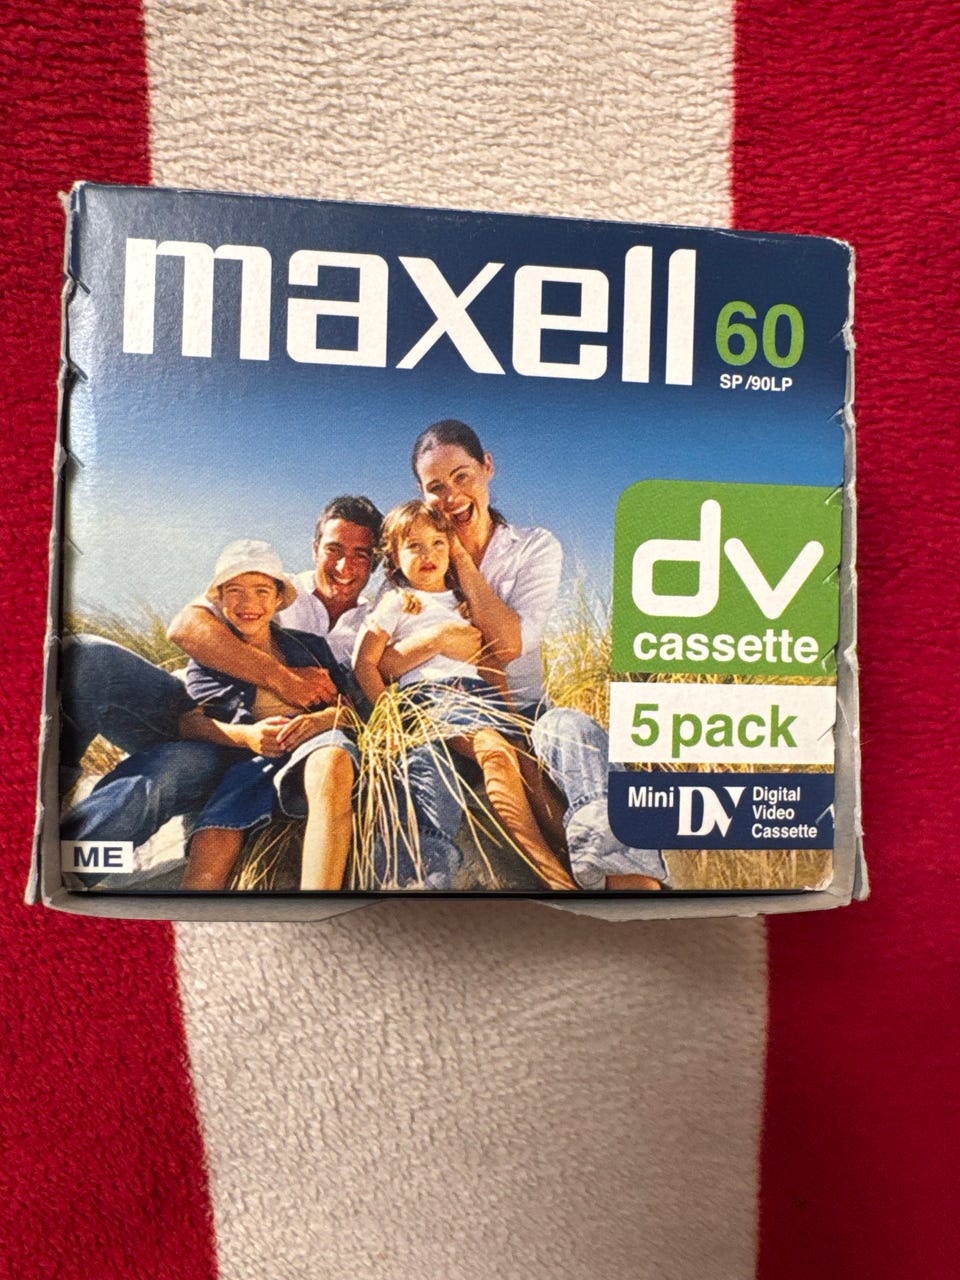 maxell
60
SP/90LP
dv
cassette
5 pack
Mini DV Digital
Video
Cassette
ME